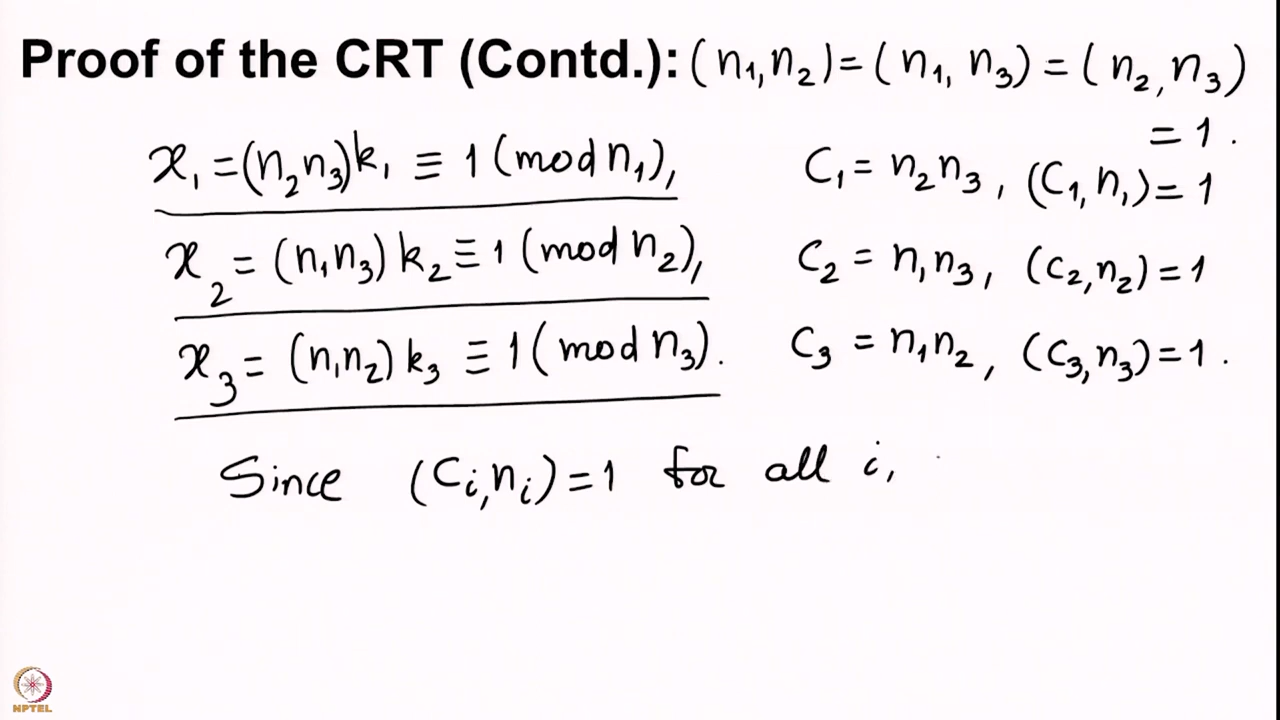 Proof of the CRT (Contd.): (n₁,n₂)=(n₁, n₃)=(n₂,n₃)
=1.
x₁=(n₂n₃)k₁ ≡ 1 (mod n₁), C₁= n₂n₃, (C₁,n₁)=1
x₂ = (n₁n₃) k₂ ≡ 1 (mod n₂), C₂ = n₁n₃, (C₂,n₂)=1
x₃= (n₁n₂) k₃ ≡ 1 (mod n₃). C₃ = n₁n₂, (C₃,n₃)=1.
Since (Cᵢ,nᵢ)=1 for all i,
NPTEL